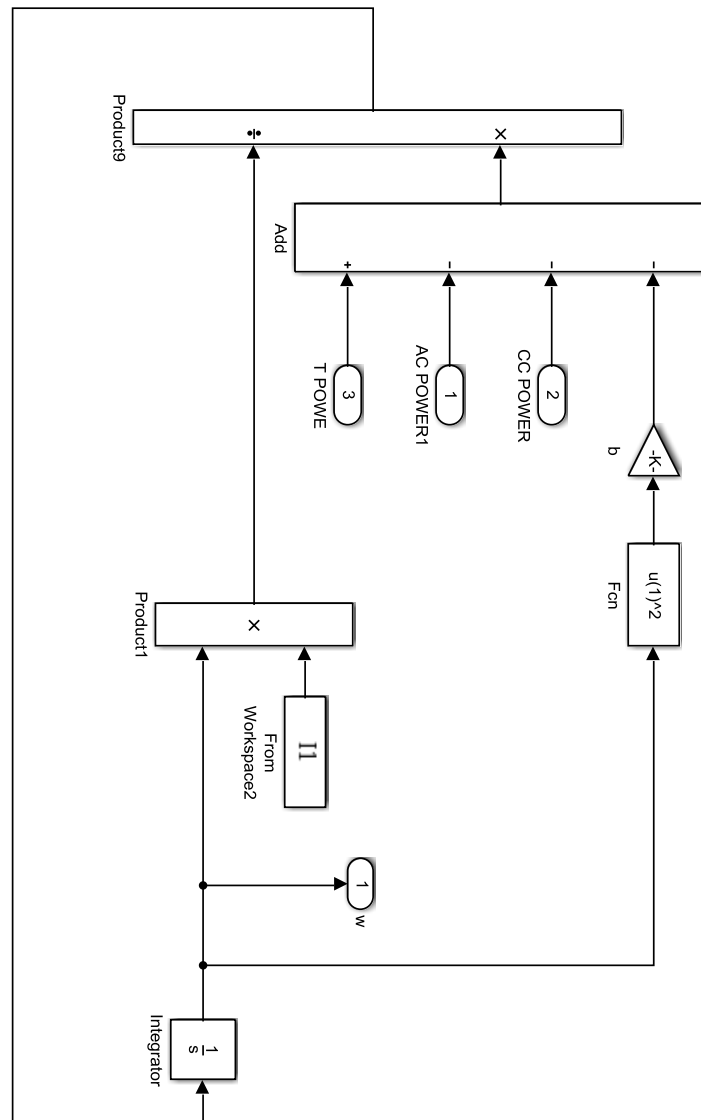 Product9
÷
×
Add
+
-
-
-
3
T POWE
1
AC POWER1
2
CC POWER
-K-
b
u(1)^2
Fcn
Product1
×
I1
From
Workspace2
1
w
1
s
Integrator